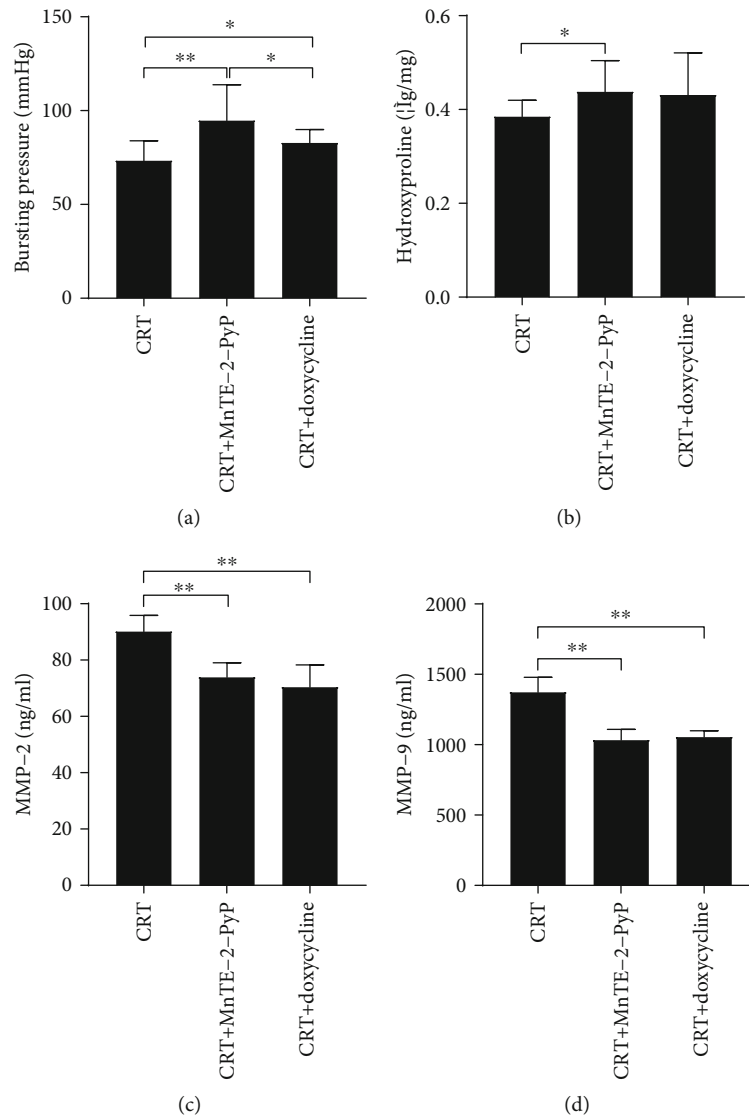 150
100
50
0
Bursting pressure (mmHg)
*
** *
CRT
CRT+MnTE−2−PyP
CRT+doxycycline
(a)
0.6
0.4
0.2
0.0
Hydroxyproline (¦Ìg/mg)
*
CRT
CRT+MnTE−2−PyP
CRT+doxycycline
(b)
100
80
60
40
20
0
MMP−2 (ng/ml)
**
**
CRT
CRT+MnTE−2−PyP
CRT+doxycycline
(c)
2000
1500
1000
500
0
MMP−9 (ng/ml)
**
**
CRT
CRT+MnTE−2−PyP
CRT+doxycycline
(d)